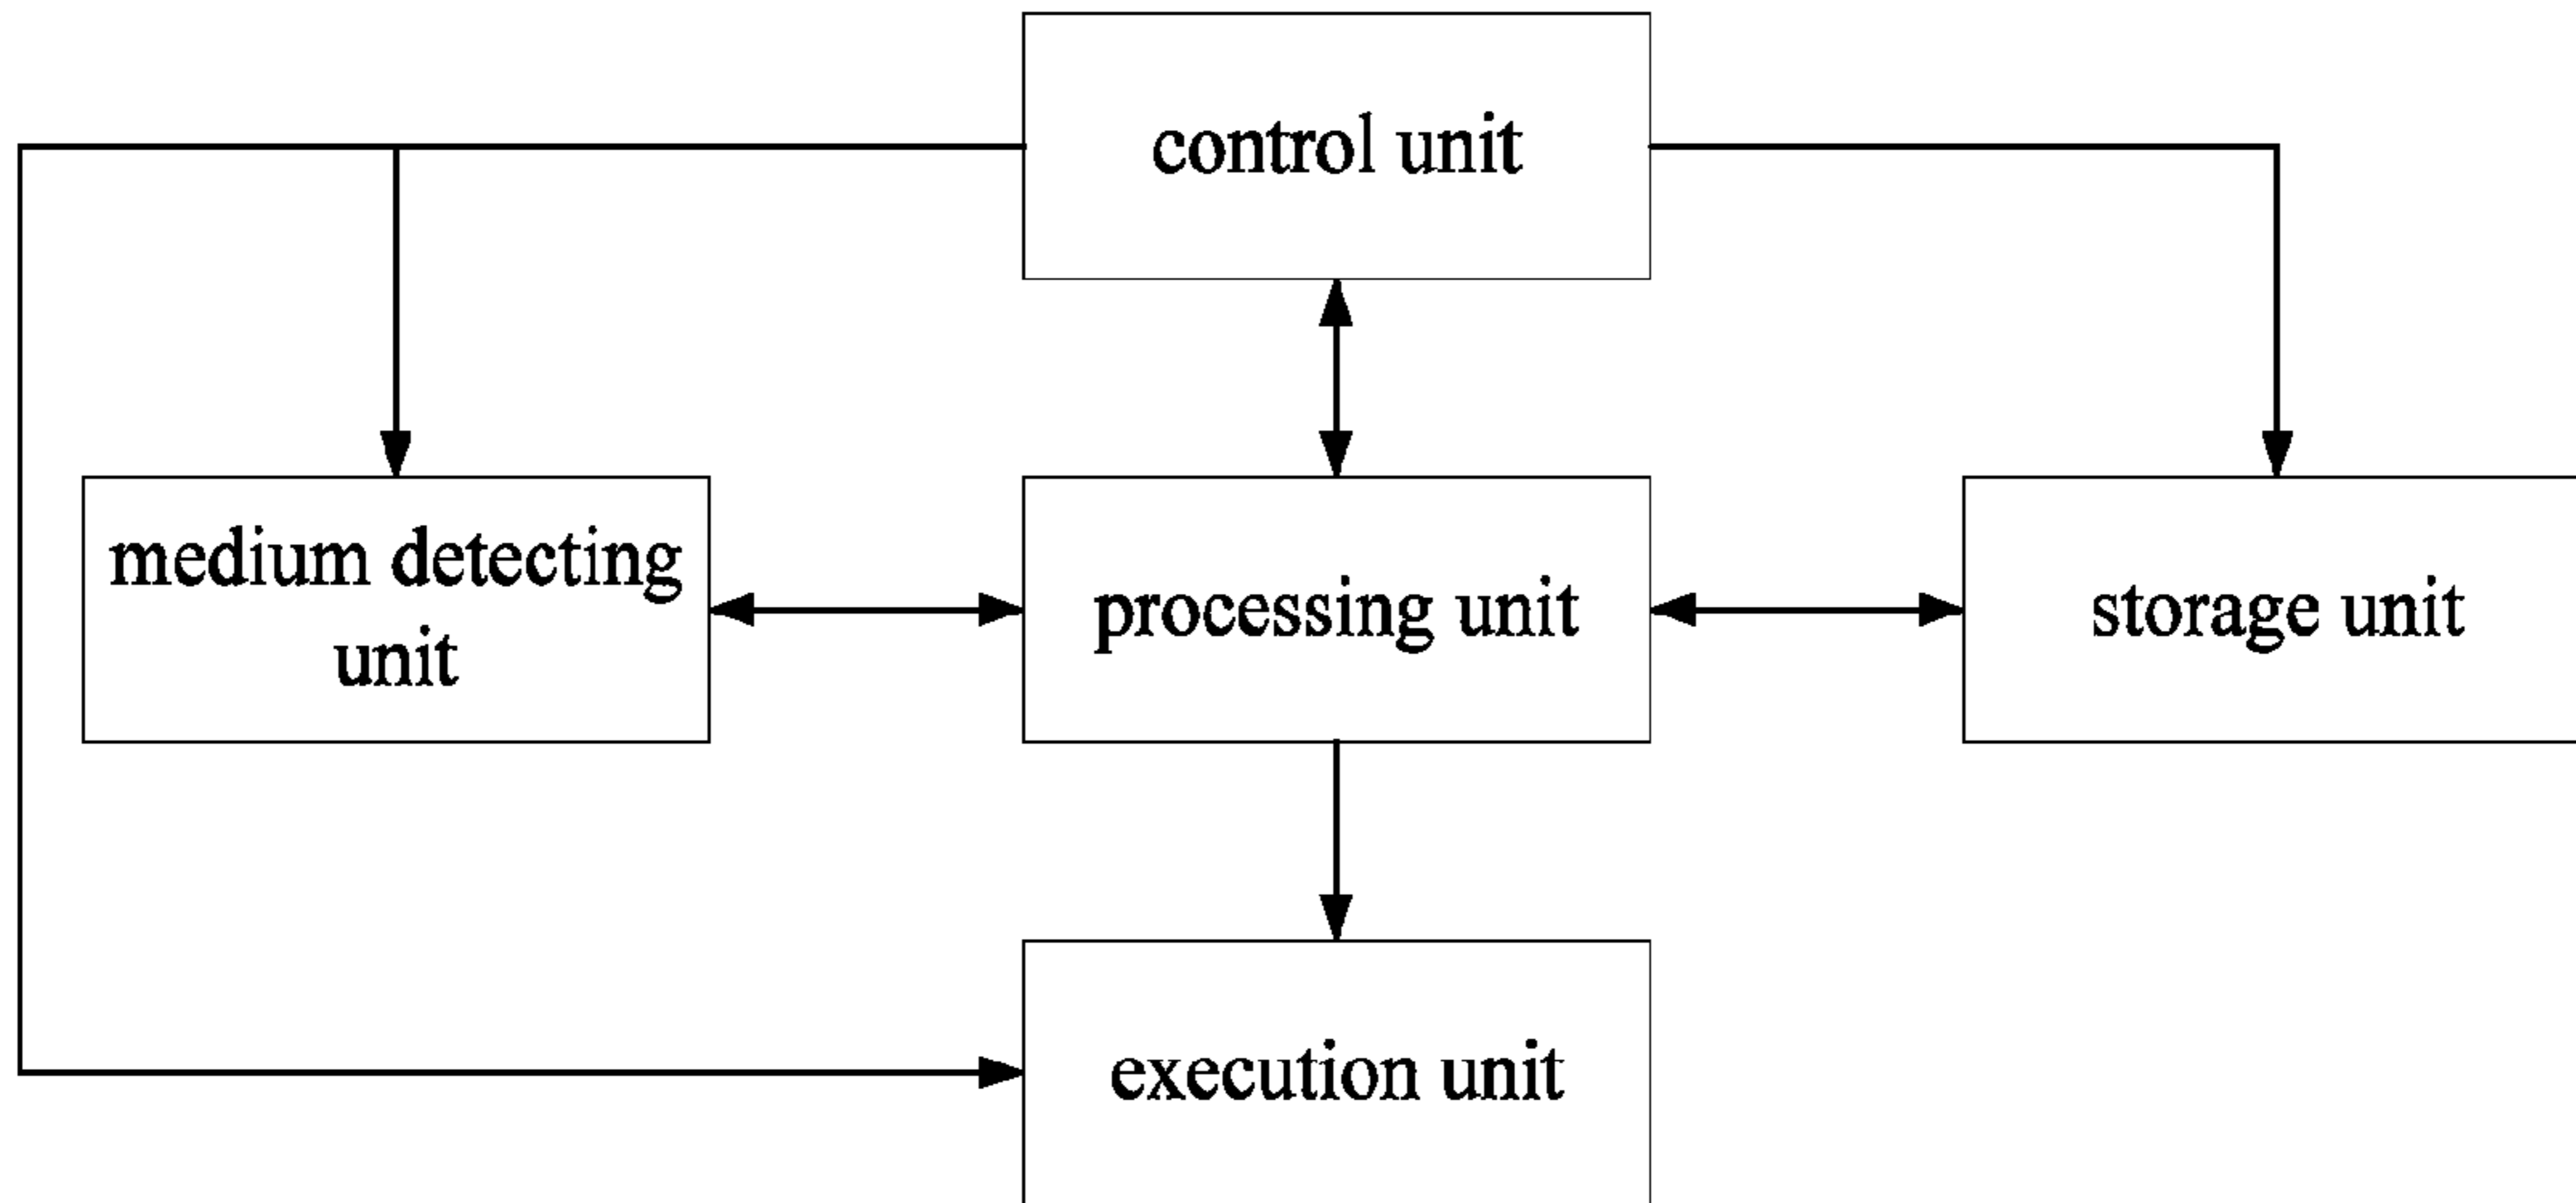 control unit
medium detecting
unit
processing unit
storage unit
execution unit